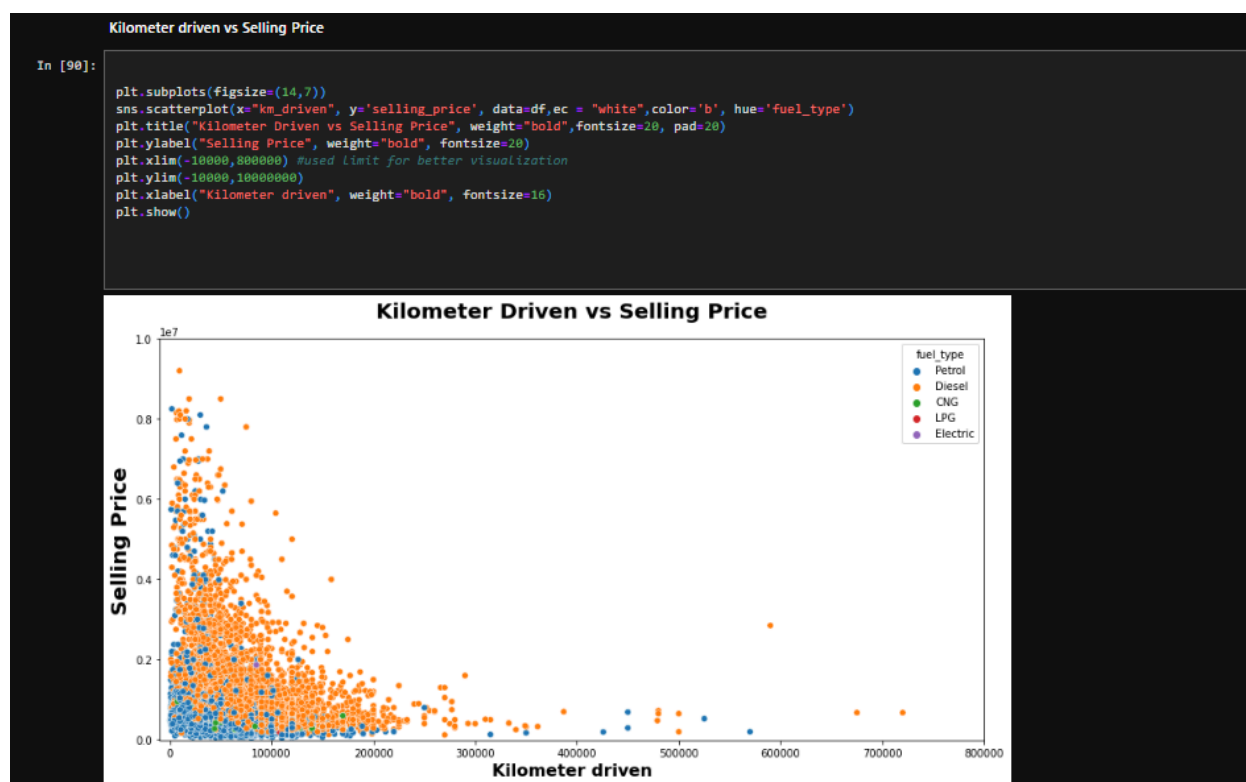 Kilometer driven vs Selling Price
In [90]:
plt.subplots(figsize=(14,7))
sns.scatterplot(x="km_driven", y='selling_price', data=df,ec = "white",color='b', hue='fuel_type')
plt.title("Kilometer Driven vs Selling Price", weight="bold",fontsize=20, pad=20)
plt.ylabel("Selling Price", weight="bold", fontsize=20)
plt.xlim(-10000,800000) #used limit for better visualization
plt.ylim(-10000,10000000)
plt.xlabel("Kilometer driven", weight="bold", fontsize=16)
plt.show()
Kilometer Driven vs Selling Price
1e7
1.0
0.8
0.6
0.4
0.2
0.0
Selling Price
fuel_type
Petrol
Diesel
CNG
LPG
Electric
0 100000 200000 300000 400000 500000 600000 700000 800000
Kilometer driven